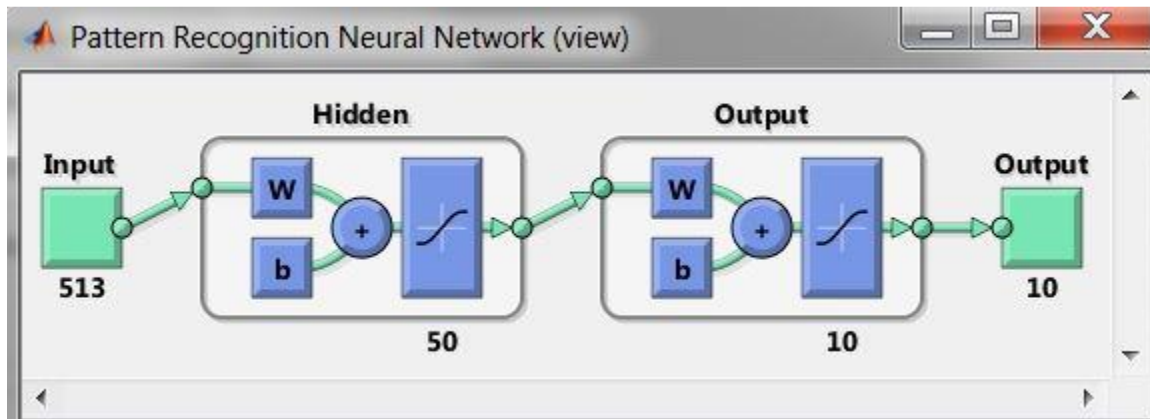 Pattern Recognition Neural Network (view)
Hidden
Output
Input
Output
W
W
+
+
b
b
513
10
50
10